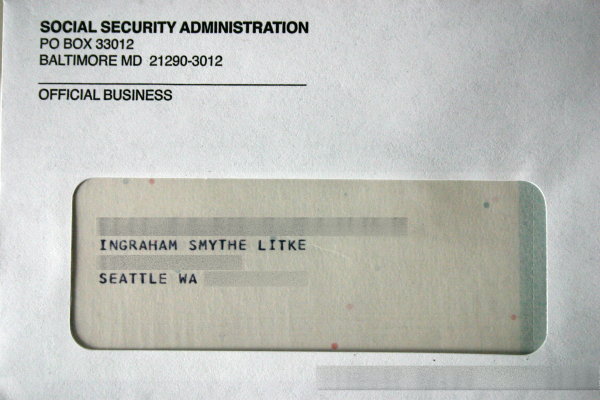 SOCIAL SECURITY ADMINISTRATION
PO BOX 33012
BALTIMORE MD 21290-3012
OFFICIAL BUSINESS
INGRAHAM SMYTHE LITKE
SEATTLE WA